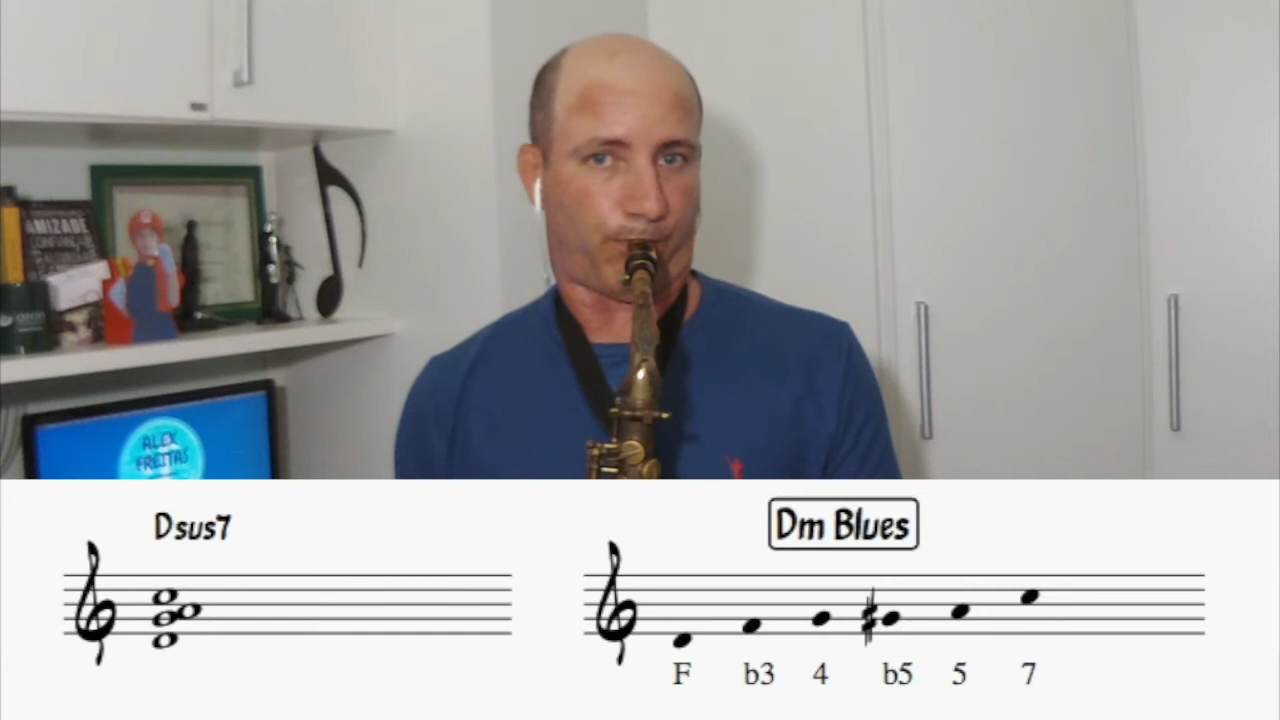 AMIZADE
ALEX
FREITAS
Dsus7
Dm Blues
F b3 4 b5 5 7